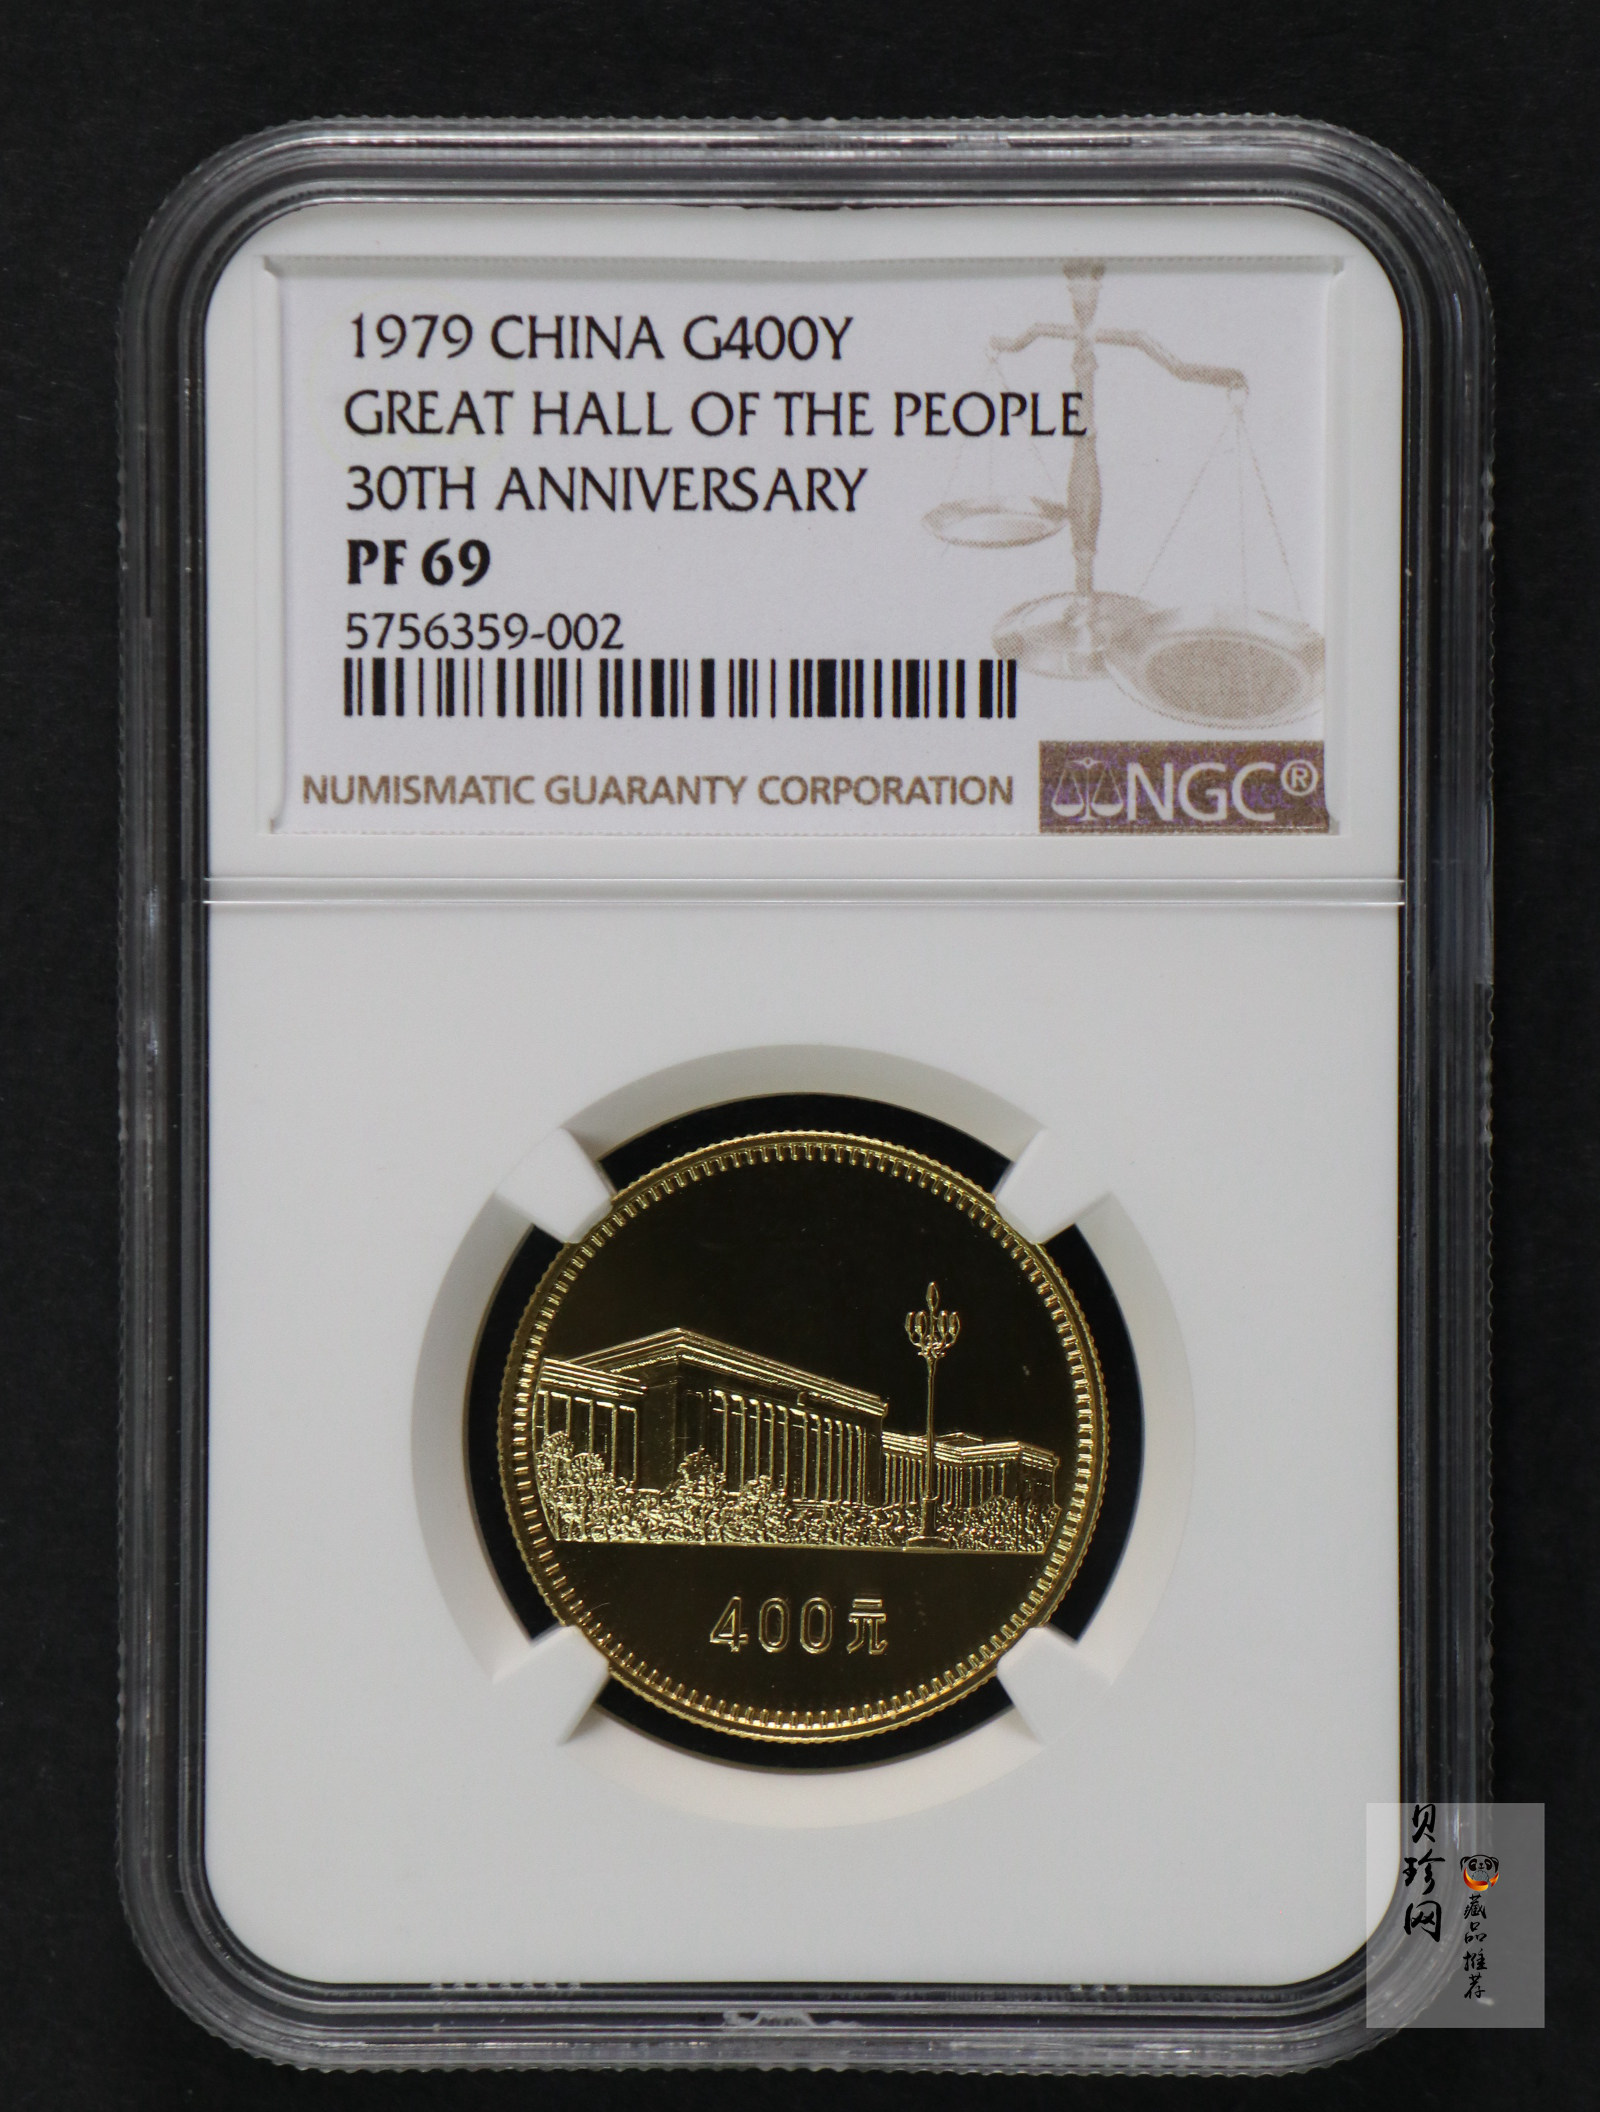 1979 CHINA G400Y
GREAT HALL OF THE PEOPLE
30TH ANNIVERSARY
PF 69
5756359-002
NUMISMATIC GUARANTY CORPORATION
NGC®
400元
贝珍网
藏品推荐